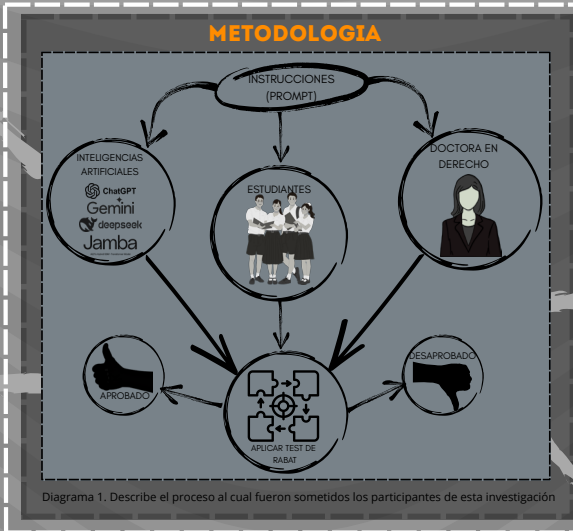 METODOLOGIA
INSTRUCCIONES
(PROMPT)
INTELIGENCIAS
ARTIFICIALES
ChatGPT
Gemini
deepseek
Jamba
ESTUDIANTES
DOCTORA EN
DERECHO
APROBADO
DESAPROBADO
APLICAR TEST DE
RABAT
Diagrama 1. Describe el proceso al cual fueron sometidos los participantes de esta investigación